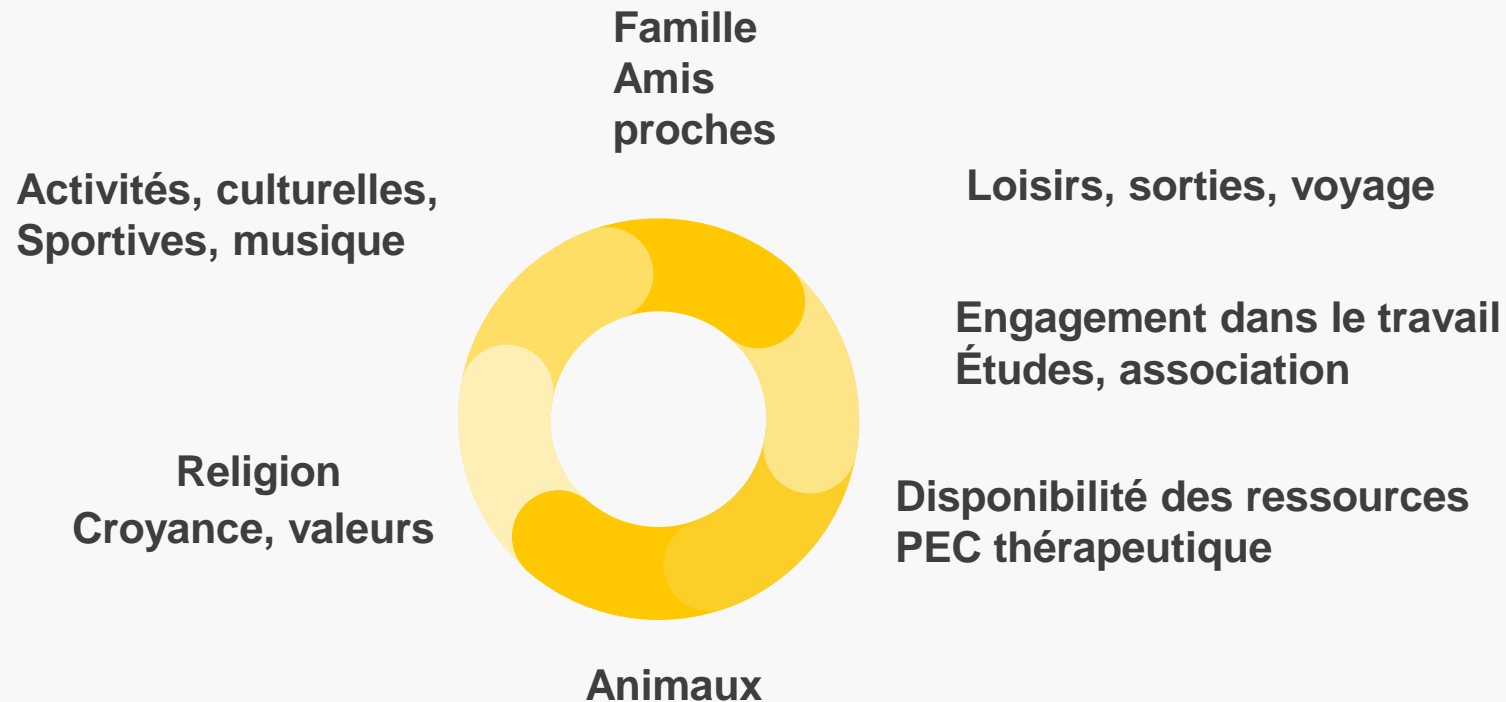 Famille
Amis
proches
Activités, culturelles,
Sportives, musique
Loisirs, sorties, voyage
Engagement dans le travail
Études, association
Religion
Croyance, valeurs
Disponibilité des ressources
PEC thérapeutique
Animaux